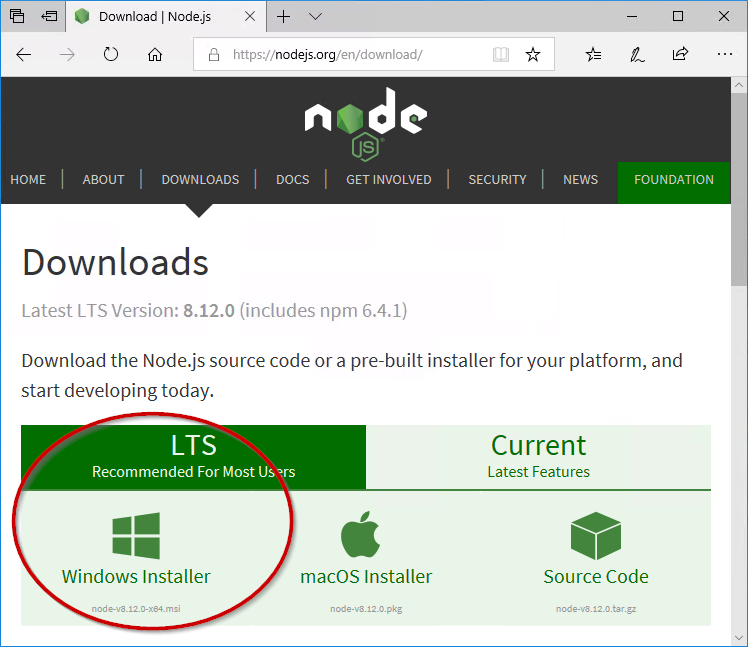 Download | Node.js
https://nodejs.org/en/download/
node
JS
HOME ABOUT DOWNLOADS DOCS GET INVOLVED SECURITY NEWS FOUNDATION
Downloads
Latest LTS Version: 8.12.0 (includes npm 6.4.1)
Download the Node.js source code or a pre-built installer for your platform, and
start developing today.
LTS Current
Recommended For Most Users Latest Features
Windows Installer macOS Installer Source Code
node-v8.12.0-x64.msi node-v8.12.0.pkg node-v8.12.0.tar.gz